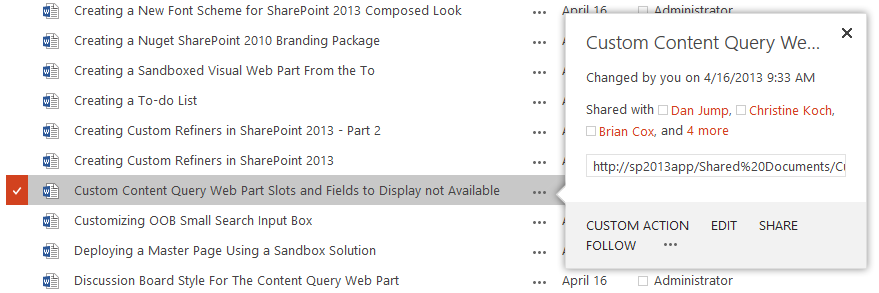 Creating a New Font Scheme for SharePoint 2013 Composed Look ••• April 16 Administrator
Creating a Nuget SharePoint 2010 Branding Package •••
Creating a Sandboxed Visual Web Part From the To •••
Creating a To-do List •••
Creating Custom Refiners in SharePoint 2013 - Part 2 •••
Creating Custom Refiners in SharePoint 2013 •••
Custom Content Query Web Part Slots and Fields to Display not Available •••
Customizing OOB Small Search Input Box •••
Deploying a Master Page Using a Sandbox Solution •••
Discussion Board Style For The Content Query Web Part ••• April 16 Administrator
Custom Content Query We...
Changed by you on 4/16/2013 9:33 AM
Shared with Dan Jump, Christine Koch,
Brian Cox, and 4 more
http://sp2013app/Shared%20Documents/Cu
CUSTOM ACTION EDIT SHARE
FOLLOW •••